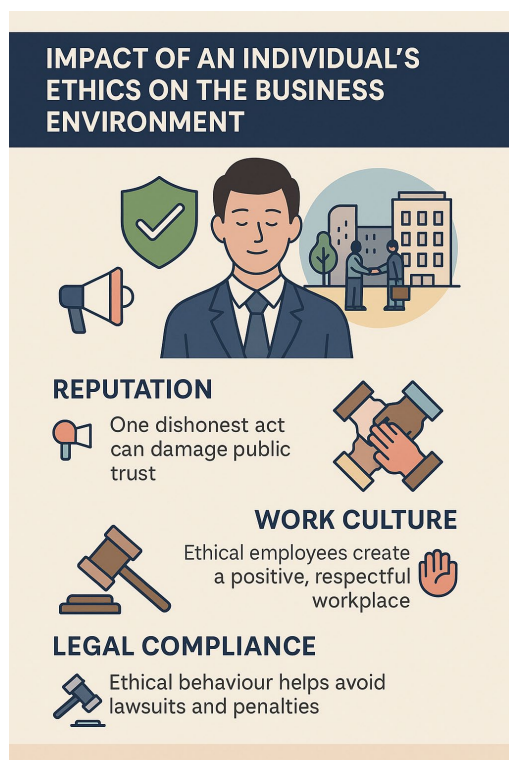 IMPACT OF AN INDIVIDUAL'S
ETHICS ON THE BUSINESS
ENVIRONMENT
REPUTATION
One dishonest act
can damage public
trust
WORK CULTURE
Ethical employees create
a positive, respectful
workplace
LEGAL COMPLIANCE
Ethical behaviour helps avoid
lawsuits and penalties